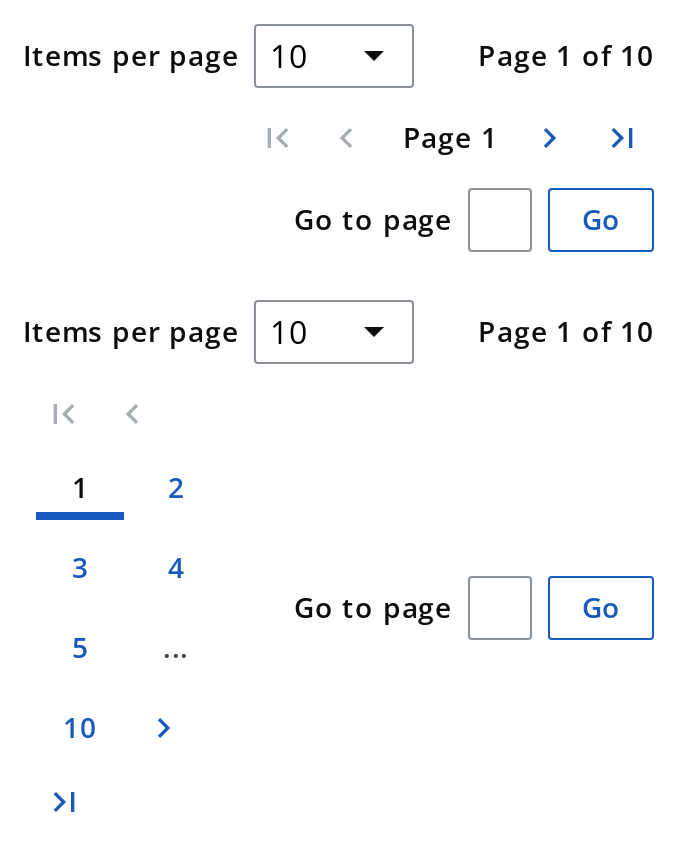 Items per page 10 Page 1 of 10
Page 1
Go to page Go
Items per page 10 Page 1 of 10
1 2
3 4
5 ...
Go to page Go
10